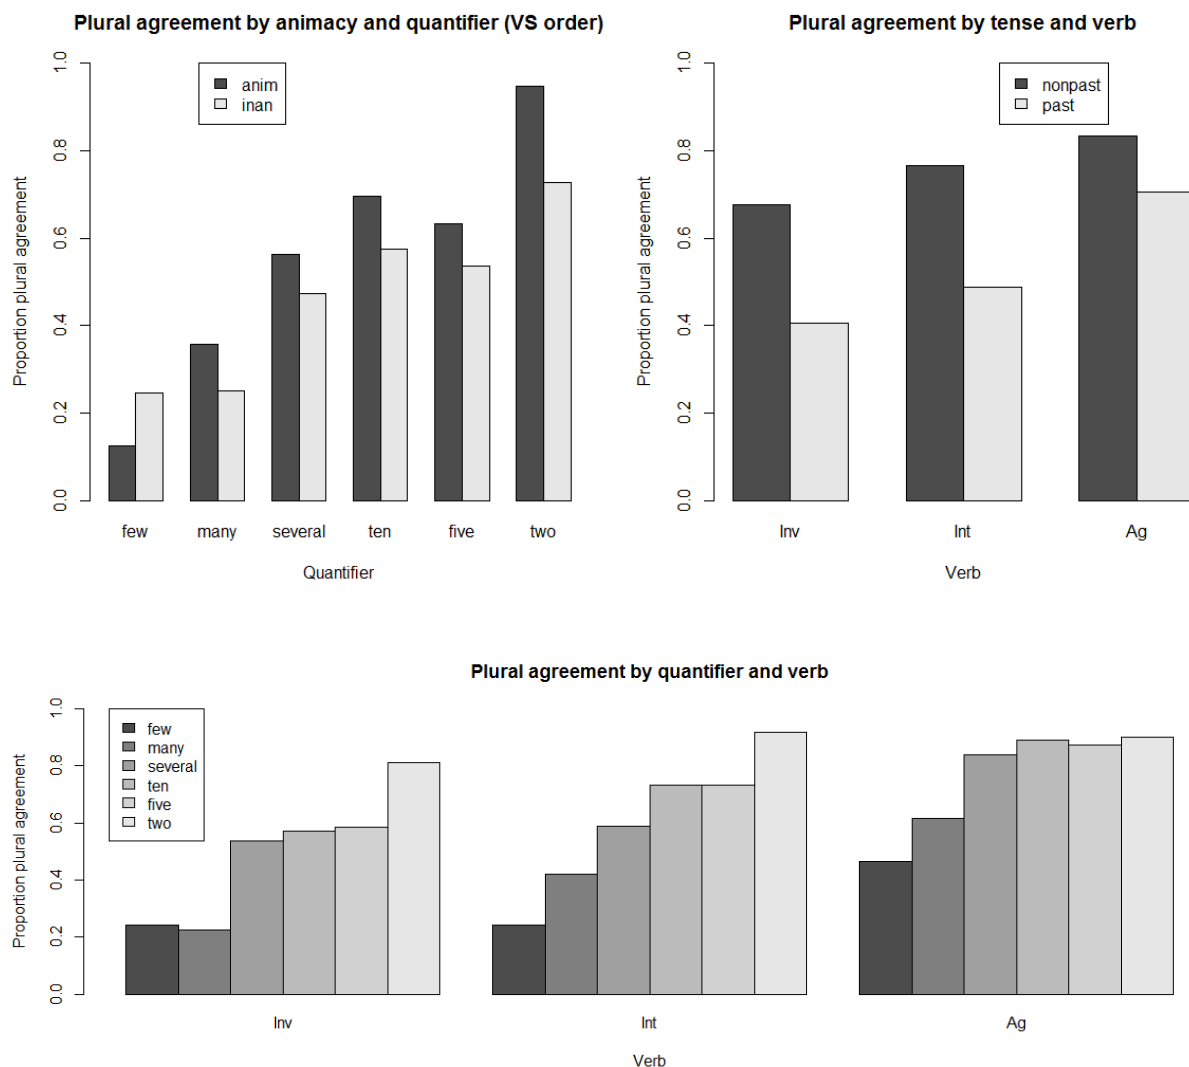 Plural agreement by animacy and quantifier (VS order)
Proportion plural agreement
1.0
0.8
0.6
0.4
0.2
0.0
anim
inan
few many several ten five two
Quantifier
Plural agreement by tense and verb
Proportion plural agreement
1.0
0.8
0.6
0.4
0.2
0.0
nonpast
past
Inv Int Ag
Verb
Plural agreement by quantifier and verb
Proportion plural agreement
1.0
0.8
0.6
0.4
0.2
0.0
few
many
several
ten
five
two
Inv Int Ag
Verb